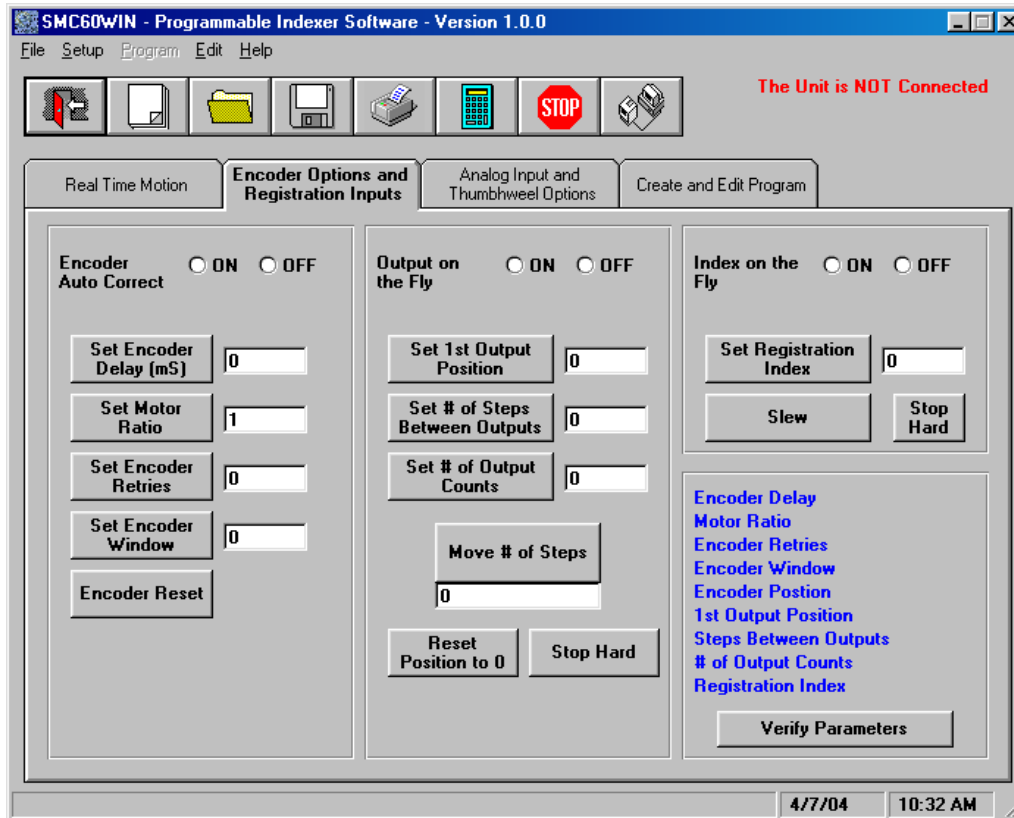 SMC60WIN - Programmable Indexer Software - Version 1.0.0
File Setup Program Edit Help
STOP
The Unit is NOT Connected
Real Time Motion
Encoder Options and
Registration Inputs
Analog Input and
Thumbhweel Options
Create and Edit Program
Encoder
Auto Correct
ON OFF
Set Encoder
Delay (mS)
0
Set Motor
Ratio
1
Set Encoder
Retries
0
Set Encoder
Window
0
Encoder Reset
Output on
the Fly
ON OFF
Set 1st Output
Position
0
Set # of Steps
Between Outputs
0
Set # of Output
Counts
0
Move # of Steps
0
Reset
Position to 0
Stop Hard
Index on the
Fly
ON OFF
Set Registration
Index
0
Slew
Stop
Hard
Encoder Delay
Motor Ratio
Encoder Retries
Encoder Window
Encoder Postion
1st Output Postion
Steps Between Outputs
# of Output Counts
Registration Index
Verify Parameters
4/7/04
10:32 AM